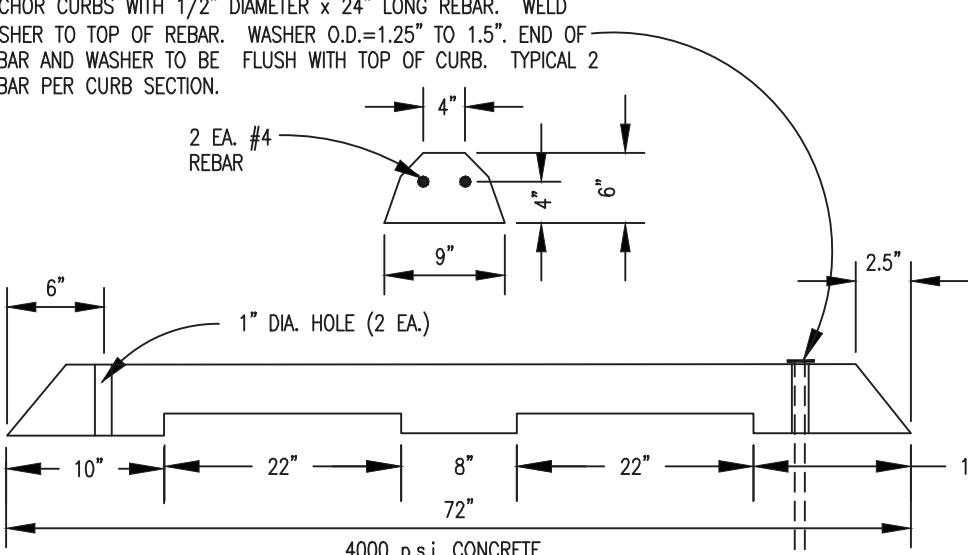 CHOR CURBS WITH 1/2" DIAMETER x 24" LONG REBAR. WELD
SHER TO TOP OF REBAR. WASHER O.D.=1.25" TO 1.5". END OF
BAR AND WASHER TO BE FLUSH WITH TOP OF CURB. TYPICAL 2
BAR PER CURB SECTION.
4"
2 EA. #4
REBAR
4"
6"
9"
2.5"
6"
1" DIA. HOLE (2 EA.)
10"
22"
8"
22"
1
72"
4000 p.s.i. CONCRETE